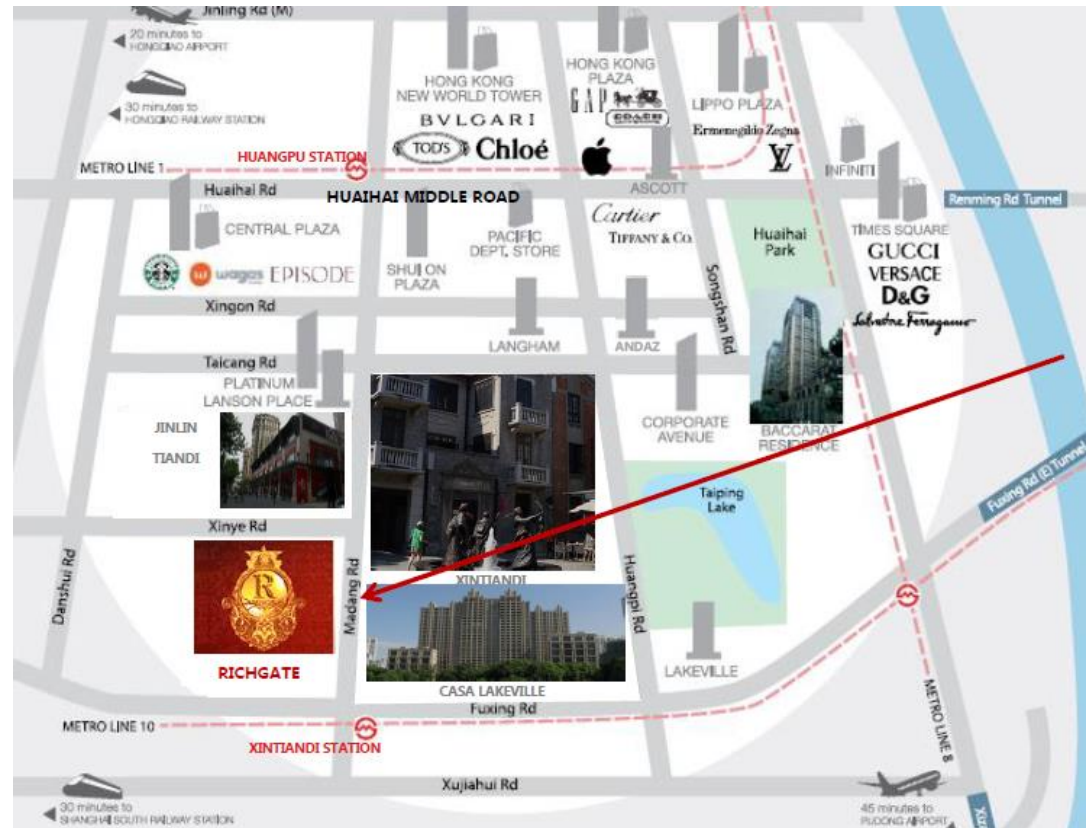 Jinling Rd (M)
20 minutes to
HONGQIAO AIRPORT
30 minutes to
HONGQIAO RAILWAY STATION
HONG KONG
NEW WORLD TOWER
BVLGARI
TOD'S Chloé
HONG KONG
PLAZA
GAP
COACH
LIPPO PLAZA
Ermenegildo Zegna
LV
METRO LINE 1
HUANGPU STATION
Huaihai Rd
HUAIHAI MIDDLE ROAD
ASCOTT
INFINITI
Renming Rd Tunnel
CENTRAL PLAZA
wagas EPISODE
SHUI ON
PLAZA
PACIFIC
DEPT. STORE
Cartier
TIFFANY & CO.
Songshan Rd
Huaihai
Park
TIMES SQUARE
GUCCI
VERSACE
D&G
Salvatore Ferragamo
Xingon Rd
LANGHAM
ANDAZ
Taicang Rd
PLATINUM
LANSON PLACE
JINLIN
TIANDI
CORPORATE
AVENUE
BACCARAT
RESIDENCE
Fuxing Rd (E) Tunnel
Taiping
Lake
Xinye Rd
Danshui Rd
R
RICHGATE
Madang Rd
XINTIANDI
Huangpi Rd
CASA LAKEVILLE
LAKEVILLE
Fuxing Rd
METRO LINE 10
XINTIANDI STATION
METRO LINE 8
Xujiahui Rd
30 minutes to
SHANGHAI SOUTH RAILWAY STATION
45 minutes to
PUDONG AIRPORT